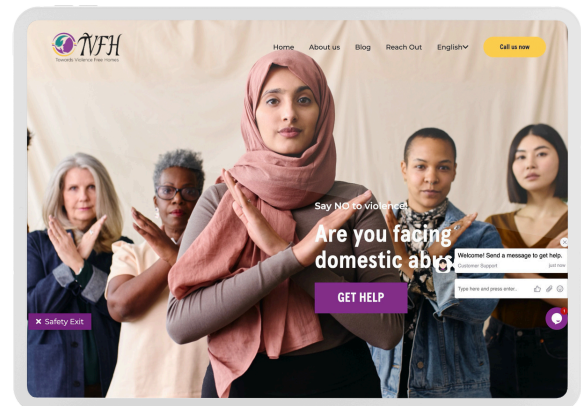 TVFH
Towards Violence Free Homes
Home About us Blog Reach Out English Call us now
Say NO to violence!
Are you facing
domestic abus
GET HELP
Welcome! Send a message to get help.
Customer Support just now
Type here and press enter..
1
× Safety Exit